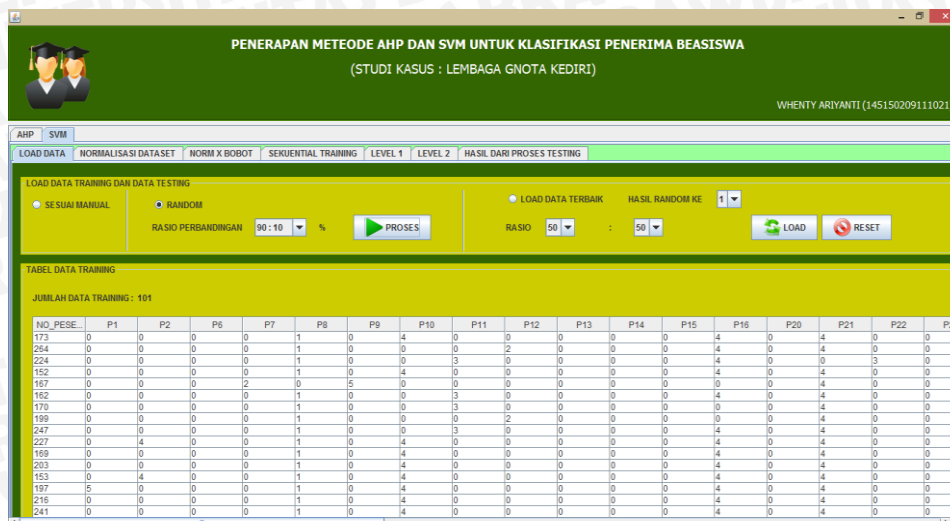 PENERAPAN METEODE AHP DAN SVM UNTUK KLASIFIKASI PENERIMA BEASISWA
(STUDI KASUS : LEMBAGA GNOTA KEDIRI)
WHENTY ARIYANTI (145150209111021
AHP SVM
LOAD DATA NORMALISASI DATASET NORM X BOBOT SEKUENTIAL TRAINING LEVEL 1 LEVEL 2 HASIL DARI PROSES TESTING
LOAD DATA TRAINING DAN DATA TESTING
SESUAI MANUAL RANDOM LOAD DATA TERBAIK HASIL RANDOM KE 1
RASIO PERBANDINGAN 90:10 % PROSES RASIO 50 : 50 LOAD RESET
TABEL DATA TRAINING
JUMLAH DATA TRAINING : 101
NO_PESE... P1 P2 P6 P7 P8 P9 P10 P11 P12 P13 P14 P15 P16 P20 P21 P22 P
173 0 0 0 0 1 0 4 0 0 0 0 0 4 0 4 0 0
264 0 0 0 0 1 0 0 0 2 0 0 0 4 0 4 0 0
224 0 0 0 0 1 0 0 3 0 0 0 0 4 0 0 3 0
152 0 0 0 0 1 0 4 0 0 0 0 0 4 0 4 0 0
167 0 0 0 2 0 5 0 0 0 0 0 0 0 0 4 0 0
162 0 0 0 0 1 0 0 3 0 0 0 0 4 0 4 0 0
170 0 0 0 0 1 0 0 3 0 0 0 0 0 0 4 0 0
199 0 0 0 0 1 0 0 0 2 0 0 0 0 0 4 0 0
247 0 0 0 0 1 0 0 3 0 0 0 0 4 0 4 0 0
227 0 4 0 0 1 0 4 0 0 0 0 0 4 0 4 0 0
169 0 0 0 0 1 0 4 0 0 0 0 0 4 0 4 0 0
203 0 0 0 0 1 0 4 0 0 0 0 0 4 0 4 0 0
153 0 4 0 0 1 0 4 0 0 0 0 0 4 0 4 0 0
197 5 0 0 0 1 0 4 0 0 0 0 0 4 0 4 0 0
216 0 0 0 0 1 0 4 0 0 0 0 0 4 0 4 0 0
241 0 0 0 0 1 0 4 0 0 0 0 0 4 0 4 0 0